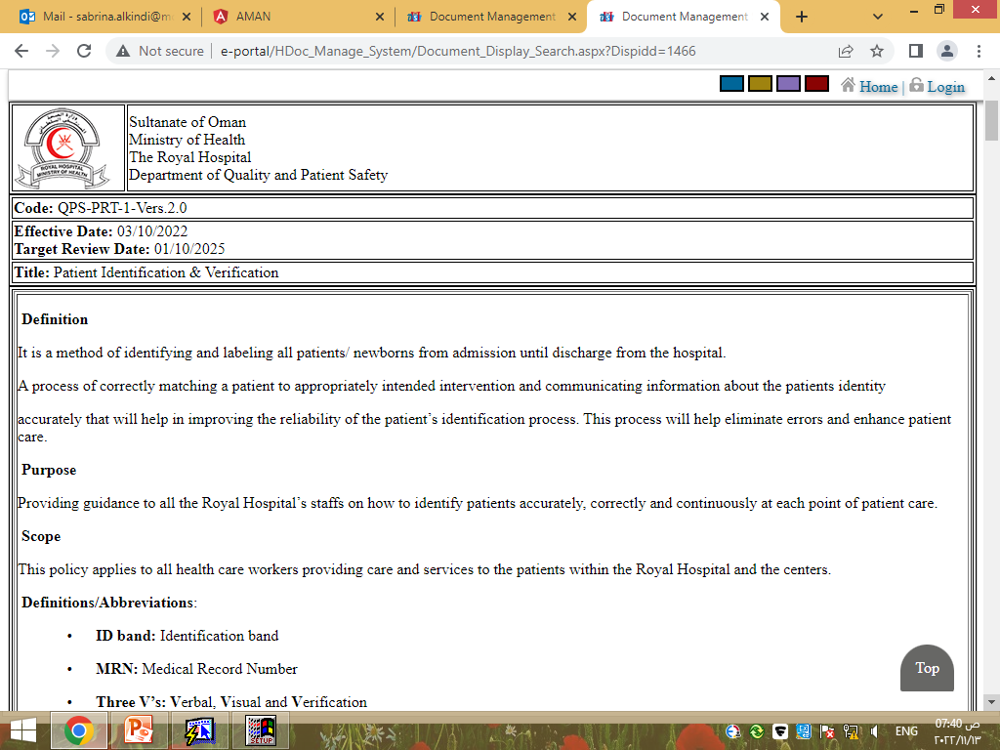 Mail - sabrina.alkindi@m
AMAN
Document Management
Document Management
Not secure
e-portal/HDoc_Manage_System/Document_Display_Search.aspx?Dispidd=1466
Home | Login
ROYAL HOSPITAL
MINISTRY OF HEALTH
Sultanate of Oman
Ministry of Health
The Royal Hospital
Department of Quality and Patient Safety
Code: QPS-PRT-1-Vers.2.0
Effective Date: 03/10/2022
Target Review Date: 01/10/2025
Title: Patient Identification & Verification
Definition
It is a method of identifying and labeling all patients/ newborns from admission until discharge from the hospital.
A process of correctly matching a patient to appropriately intended intervention and communicating information about the patients identity
accurately that will help in improving the reliability of the patient’s identification process. This process will help eliminate errors and enhance patient
care.
Purpose
Providing guidance to all the Royal Hospital’s staffs on how to identify patients accurately, correctly and continuously at each point of patient care.
Scope
This policy applies to all health care workers providing care and services to the patients within the Royal Hospital and the centers.
Definitions/Abbreviations:
• ID band: Identification band
• MRN: Medical Record Number
• Three V’s: Verbal, Visual and Verification
Top
SETUP
ENG
07:40 ص
٢٠٢٢/١١/١٣